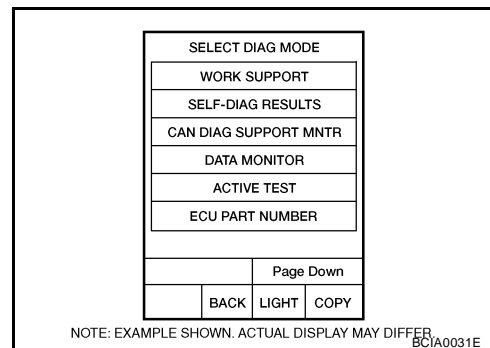 SELECT DIAG MODE
WORK SUPPORT
SELF-DIAG RESULTS
CAN DIAG SUPPORT MNTR
DATA MONITOR
ACTIVE TEST
ECU PART NUMBER
Page Down
BACK LIGHT COPY
NOTE: EXAMPLE SHOWN. ACTUAL DISPLAY MAY DIFFER.
BCIA0031E